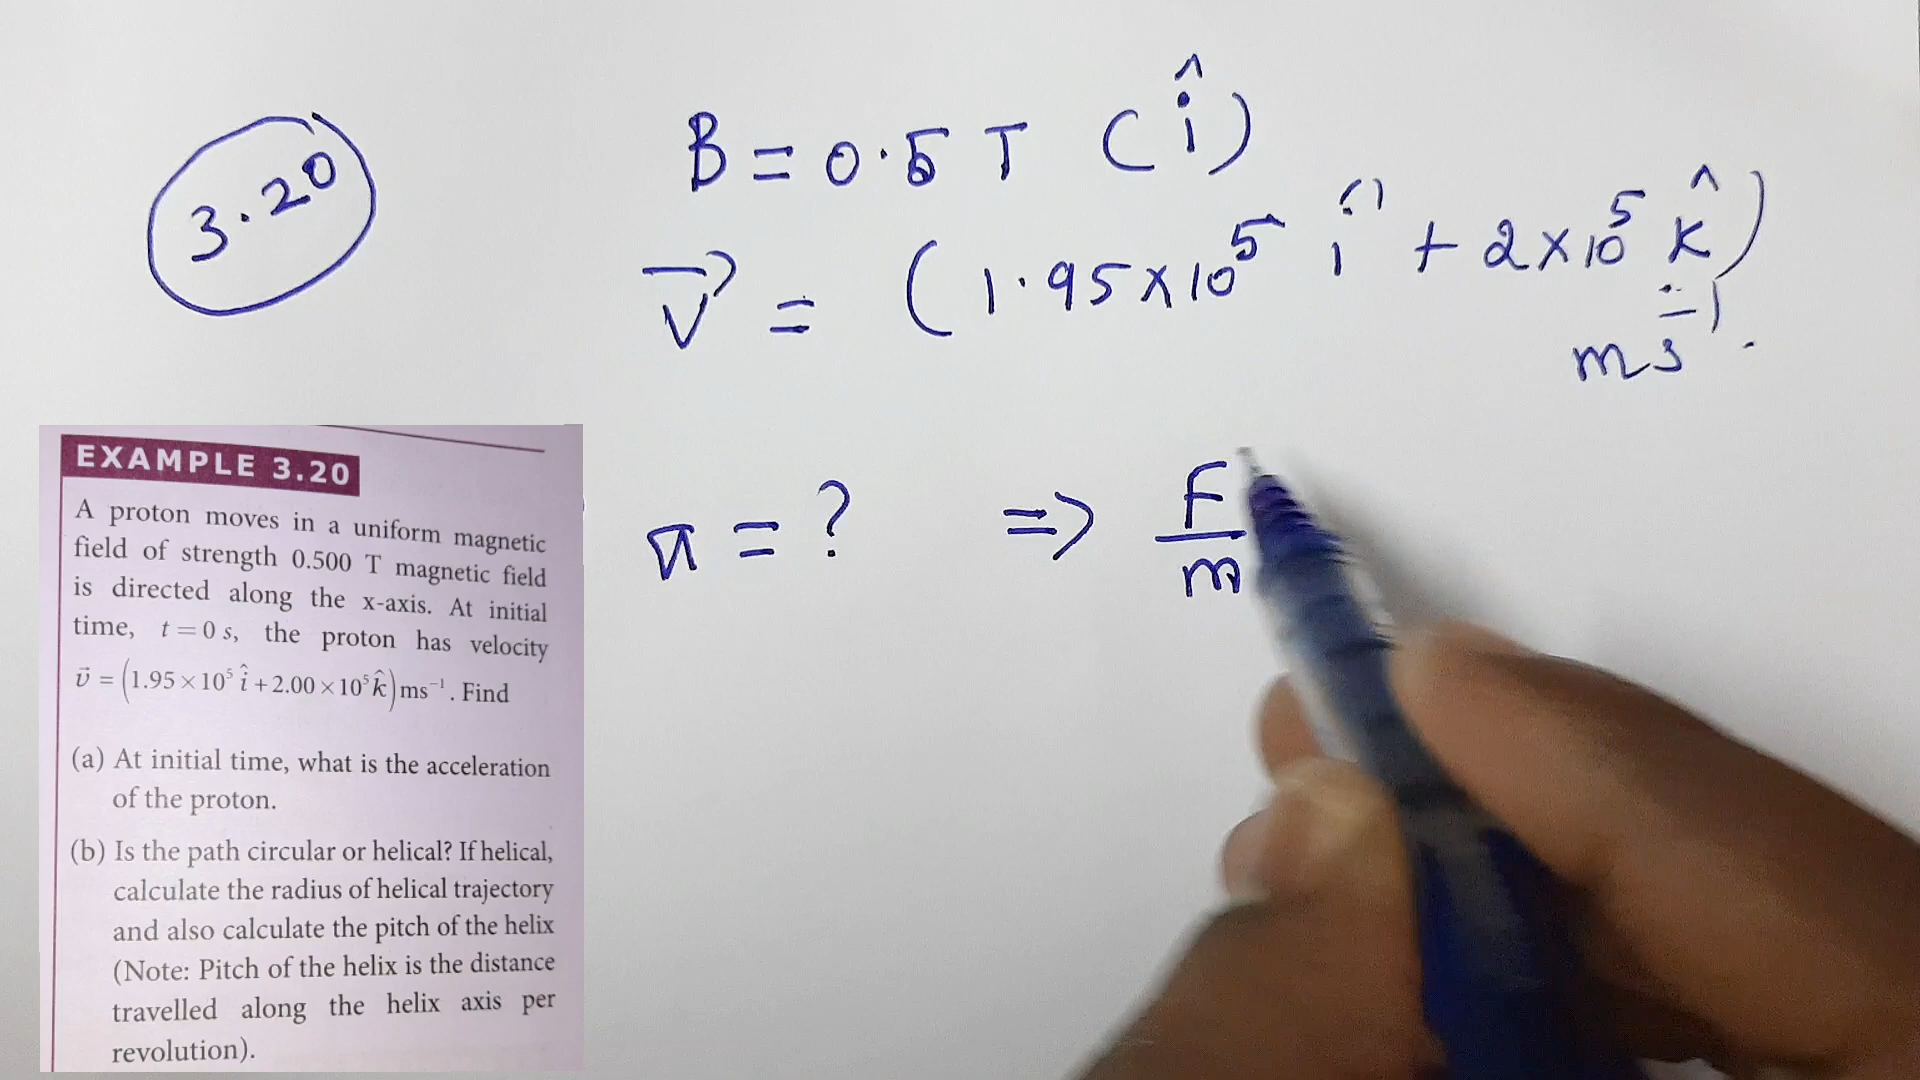 3.20
B = 0.5 T (î)
v⃗ = (1.95×10⁵ î + 2×10⁵ k̂)
ms⁻¹.
a = ? => F/m
EXAMPLE 3.20
A proton moves in a uniform magnetic
field of strength 0.500 T magnetic field
is directed along the x-axis. At initial
time, t = 0 s, the proton has velocity
v⃗ = (1.95 × 10⁵ î + 2.00 × 10⁵ k̂) ms⁻¹. Find
(a) At initial time, what is the acceleration
of the proton.
(b) Is the path circular or helical? If helical,
calculate the radius of helical trajectory
and also calculate the pitch of the helix
(Note: Pitch of the helix is the distance
travelled along the helix axis per
revolution).